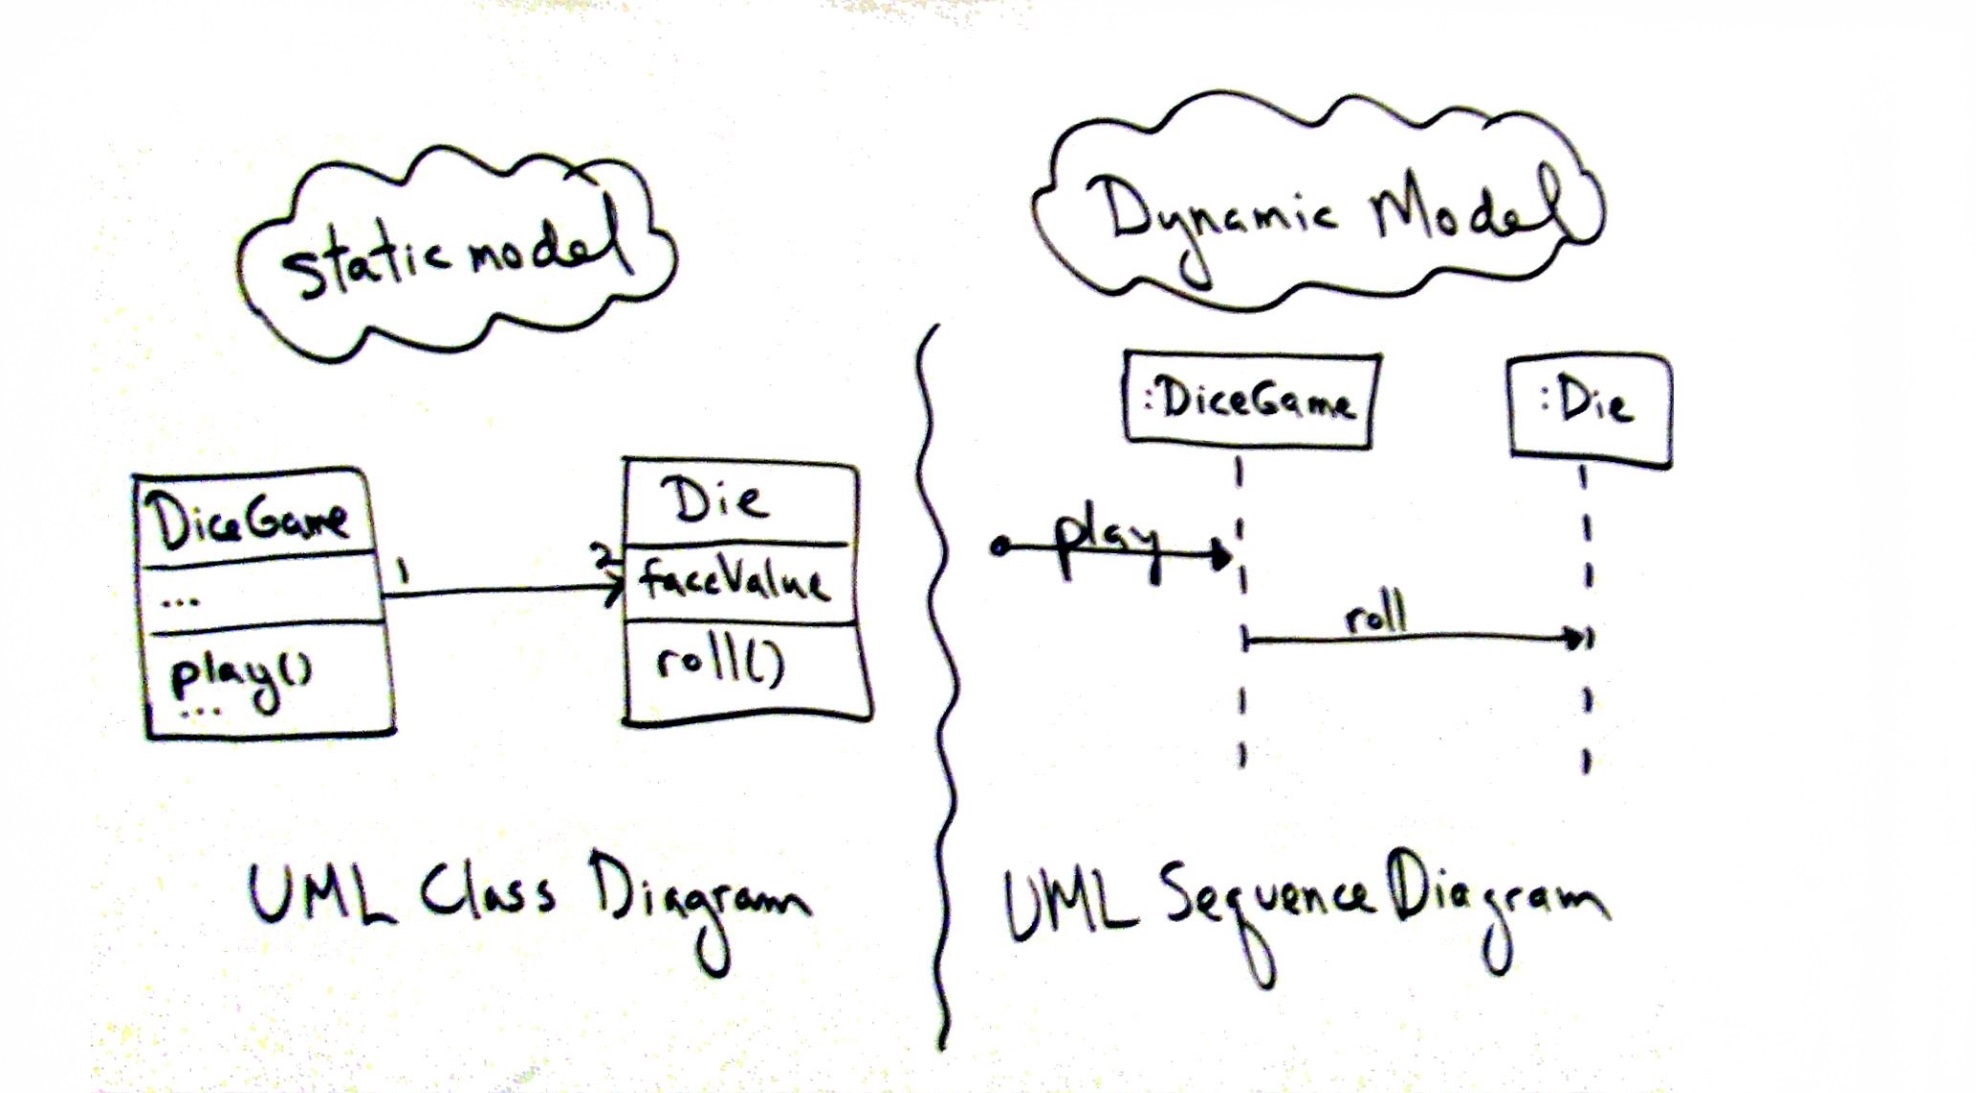 static model
DiceGame
...
play()
...
1
2
Die
faceValue
roll()
UML Class Diagram
Dynamic Model
:DiceGame
:Die
play
roll
UML Sequence Diagram